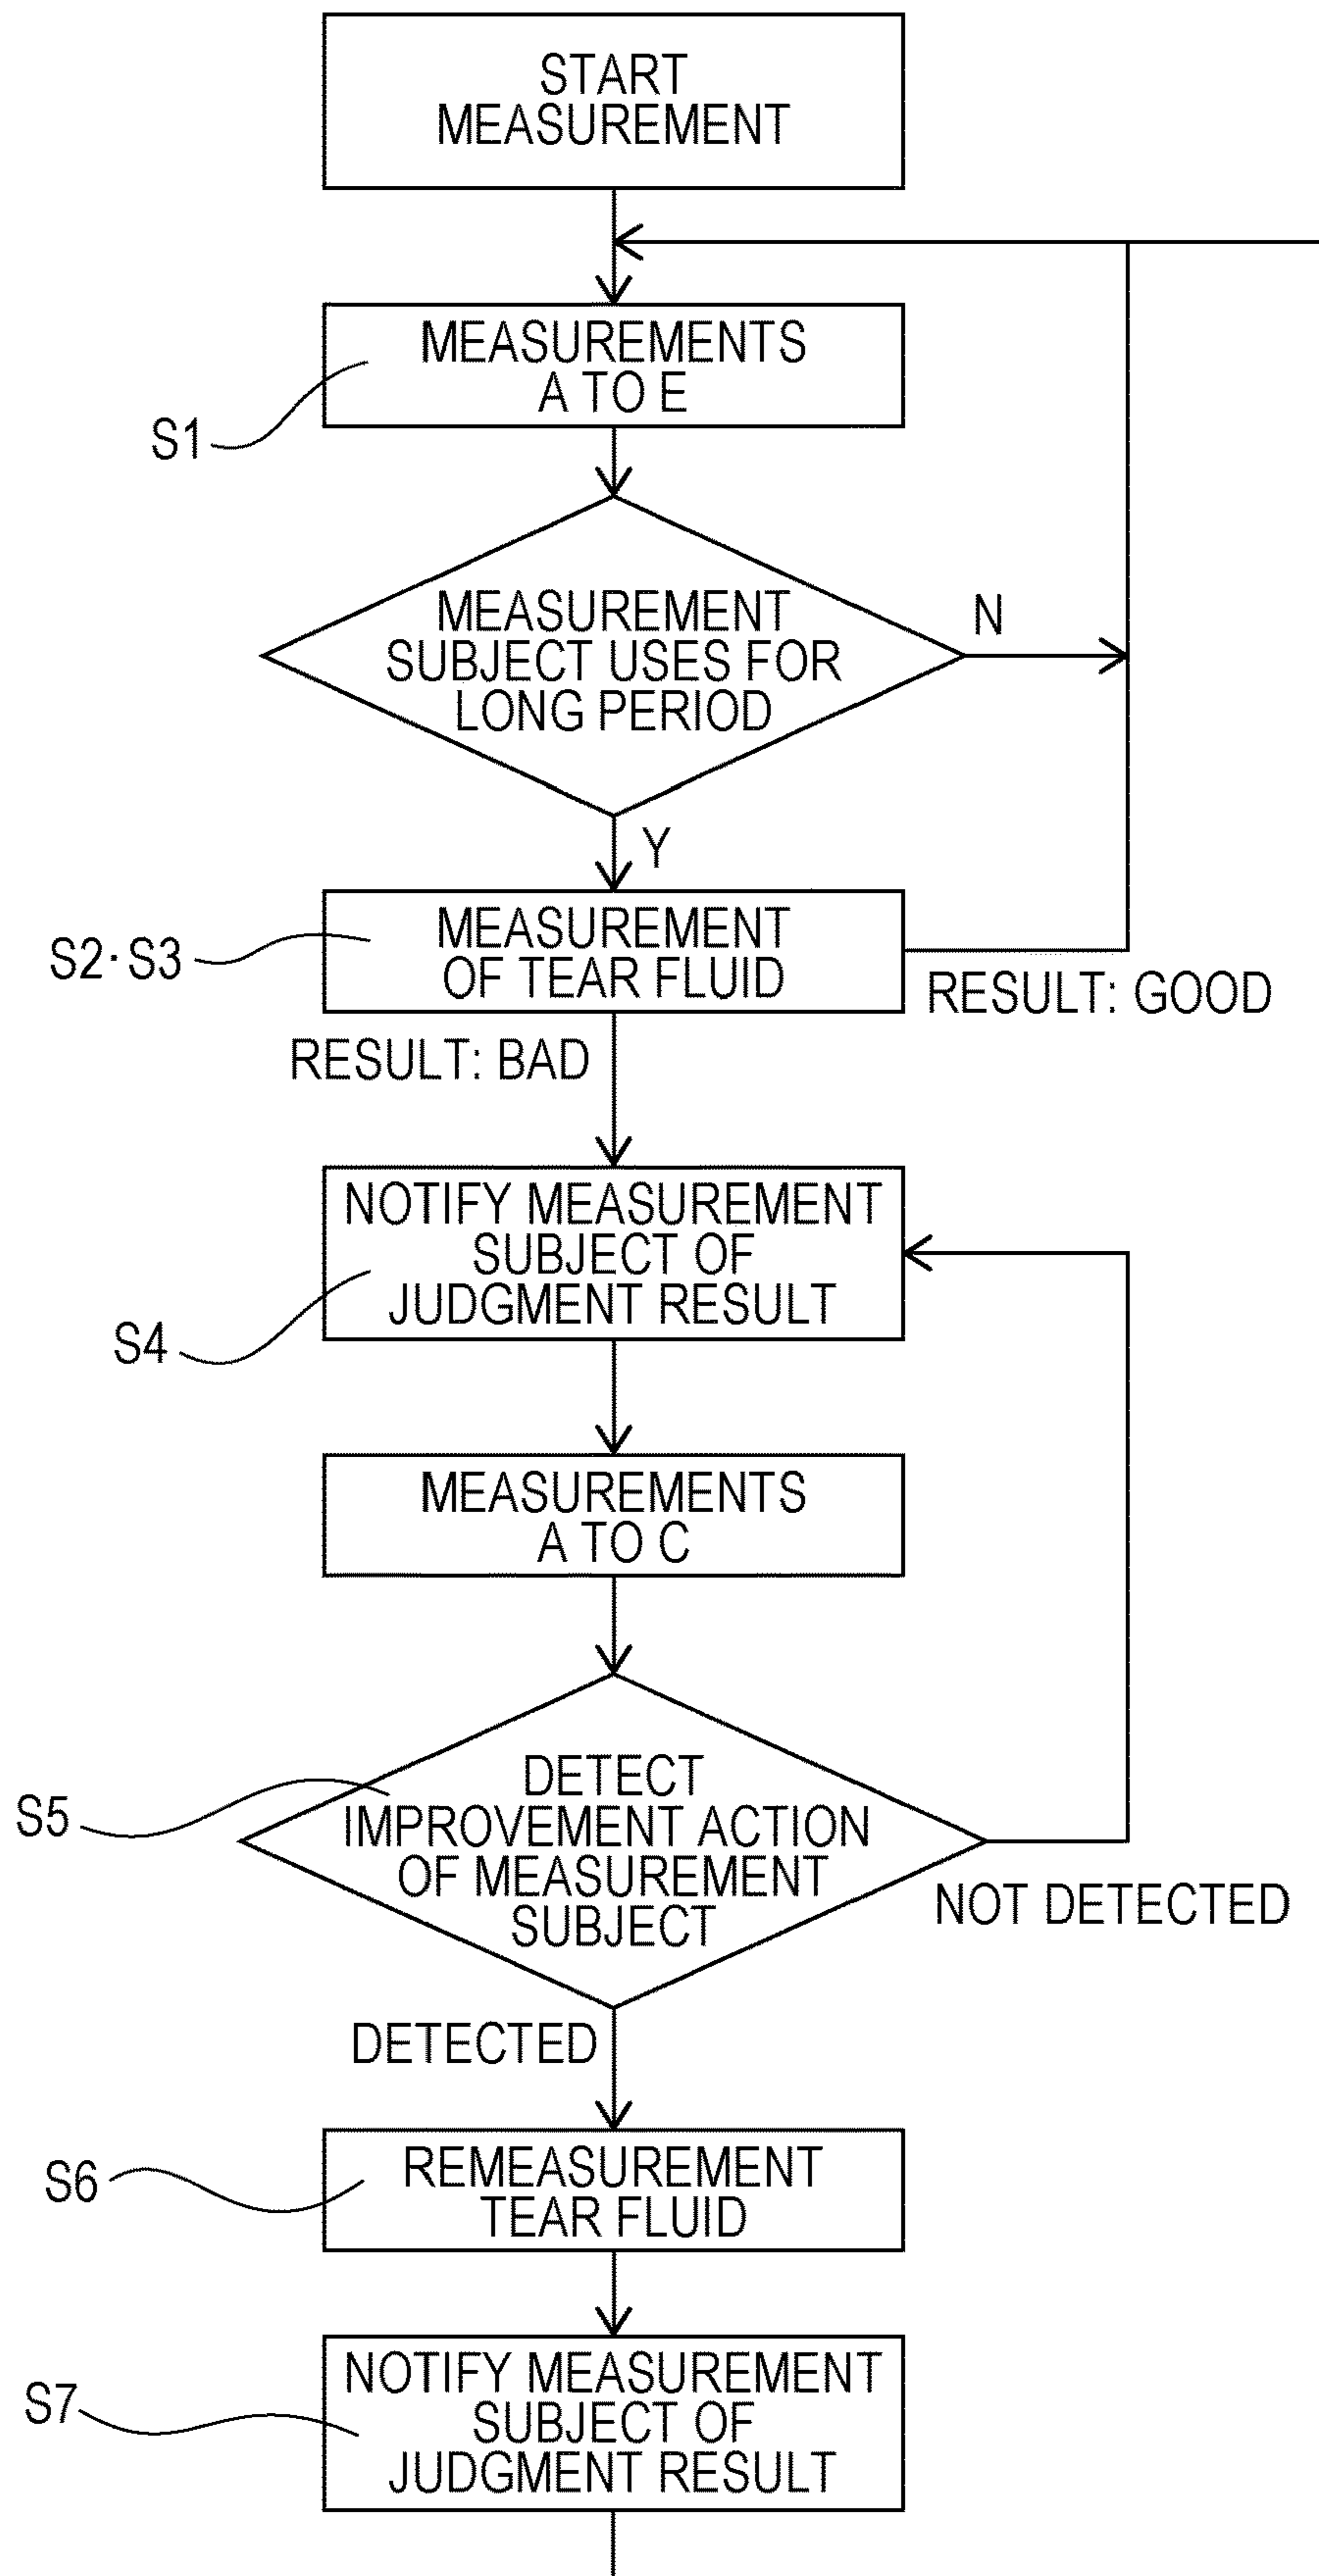 START
MEASUREMENT
MEASUREMENTS
A TO E
S1
MEASUREMENT
SUBJECT USES FOR
LONG PERIOD
N
Y
S2·S3
MEASUREMENT
OF TEAR FLUID
RESULT: GOOD
RESULT: BAD
NOTIFY MEASUREMENT
SUBJECT OF
JUDGMENT RESULT
S4
MEASUREMENTS
A TO C
S5
DETECT
IMPROVEMENT ACTION
OF MEASUREMENT
SUBJECT
NOT DETECTED
DETECTED
S6
REMEASUREMENT
TEAR FLUID
S7
NOTIFY MEASUREMENT
SUBJECT OF
JUDGMENT RESULT